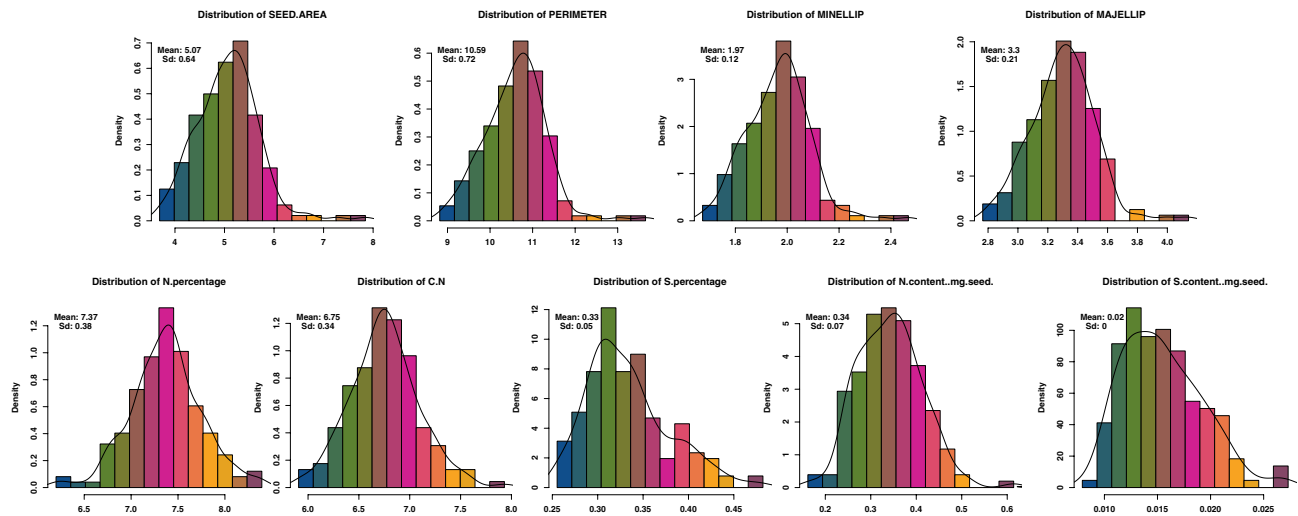 Distribution of SEED.AREA
Mean: 5.07
Sd: 0.64
Density
0.0 0.1 0.2 0.3 0.4 0.5 0.6 0.7
4 5 6 7 8
Distribution of PERIMETER
Mean: 10.59
Sd: 0.72
Density
0.0 0.1 0.2 0.3 0.4 0.5 0.6
9 10 11 12 13
Distribution of MINELLIP
Mean: 1.97
Sd: 0.12
Density
0 1 2 3
1.8 2.0 2.2 2.4
Distribution of MAJELLIP
Mean: 3.3
Sd: 0.21
Density
0.0 0.5 1.0 1.5 2.0
2.8 3.0 3.2 3.4 3.6 3.8 4.0
Distribution of N.percentage
Mean: 7.37
Sd: 0.38
Density
0.0 0.2 0.4 0.6 0.8 1.0 1.2
6.5 7.0 7.5 8.0
Distribution of C.N
Mean: 6.75
Sd: 0.34
Density
0.0 0.2 0.4 0.6 0.8 1.0 1.2
6.0 6.5 7.0 7.5 8.0
Distribution of S.percentage
Mean: 0.33
Sd: 0.05
Density
0 2 4 6 8 10 12
0.25 0.30 0.35 0.40 0.45
Distribution of N.content..mg.seed.
Mean: 0.34
Sd: 0.07
Density
0 1 2 3 4 5
0.2 0.3 0.4 0.5 0.6
Distribution of S.content..mg.seed.
Mean: 0.02
Sd: 0
Density
0 20 40 60 80 100
0.010 0.015 0.020 0.025